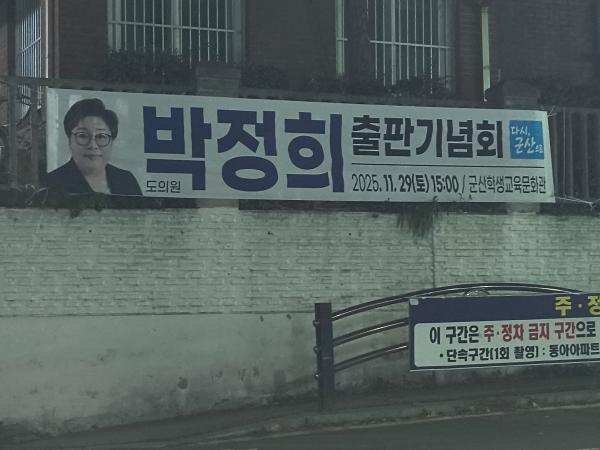 박정희
도의원
출판기념회
다시, 군산으로
2025. 11. 29(토) 15:00 / 군산학생교육문화관
주·정
이 구간은 주·정차 금지 구간으로
• 단속구간(1회 촬영) : 동아아파트